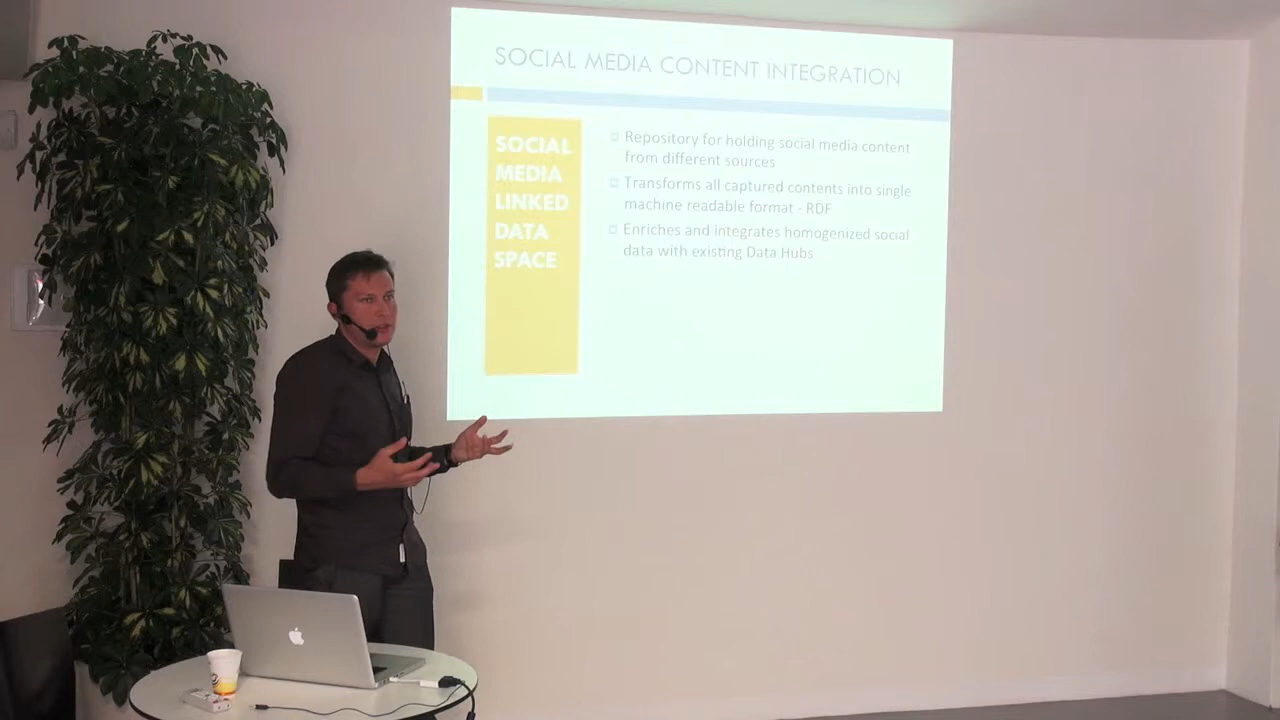 SOCIAL MEDIA CONTENT INTEGRATION
SOCIAL
MEDIA
LINKED
DATA
SPACE
Repository for holding social media content
from different sources
Transforms all captured contents into single
machine readable format - RDF
Enriches and integrates homogenized social
data with existing Data Hubs